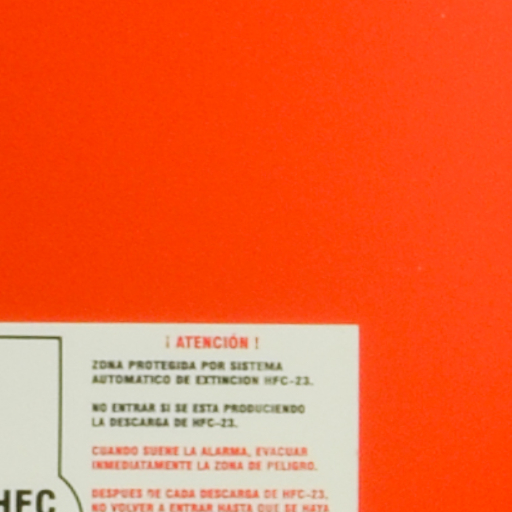 ¡ ATENCIÓN !
ZONA PROTEGIDA POR SISTEMA
AUTOMATICO DE EXTINCION HFC-23.
NO ENTRAR SI SE ESTA PRODUCIENDO
LA DESCARGA DE HFC-23.
CUANDO SUENE LA ALARMA, EVACUAR
INMEDIATAMENTE LA ZONA DE PELIGRO.
DESPUES DE CADA DESCARGA DE HFC-23,
NO VOLVER A ENTRAR HASTA QUE SE HAYA
HFC